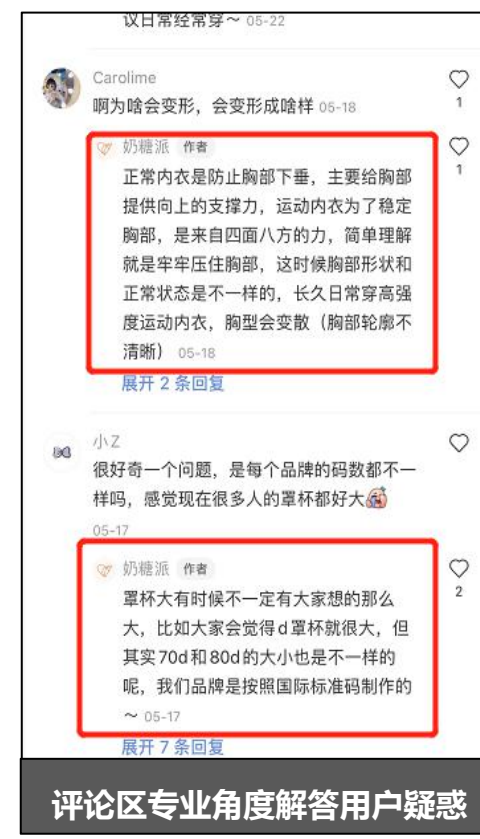 议日常经常穿～ 05-22
Carolime
啊为啥会变形，会变形成啥样 05-18
1
奶糖派 作者
1
正常内衣是防止胸部下垂，主要给胸部
提供向上的支撑力，运动内衣为了稳定
胸部，是来自四面八方的力，简单理解
就是牢牢压住胸部，这时候胸部形状和
正常状态是不一样的，长久日常穿高强
度运动内衣，胸型会变散（胸部轮廓不
清晰） 05-18
展开 2 条回复
小Z
很好奇一个问题，是每个品牌的码数都不一
样吗，感觉现在很多人的罩杯都好大
05-17
奶糖派 作者
2
罩杯大有时候不一定有大家想的那么
大，比如大家会觉得d罩杯就很大，但
其实70d和80d的大小也是不一样的
呢，我们品牌是按照国际标准码制作的
～ 05-17
展开 7 条回复
评论区专业角度解答用户疑惑